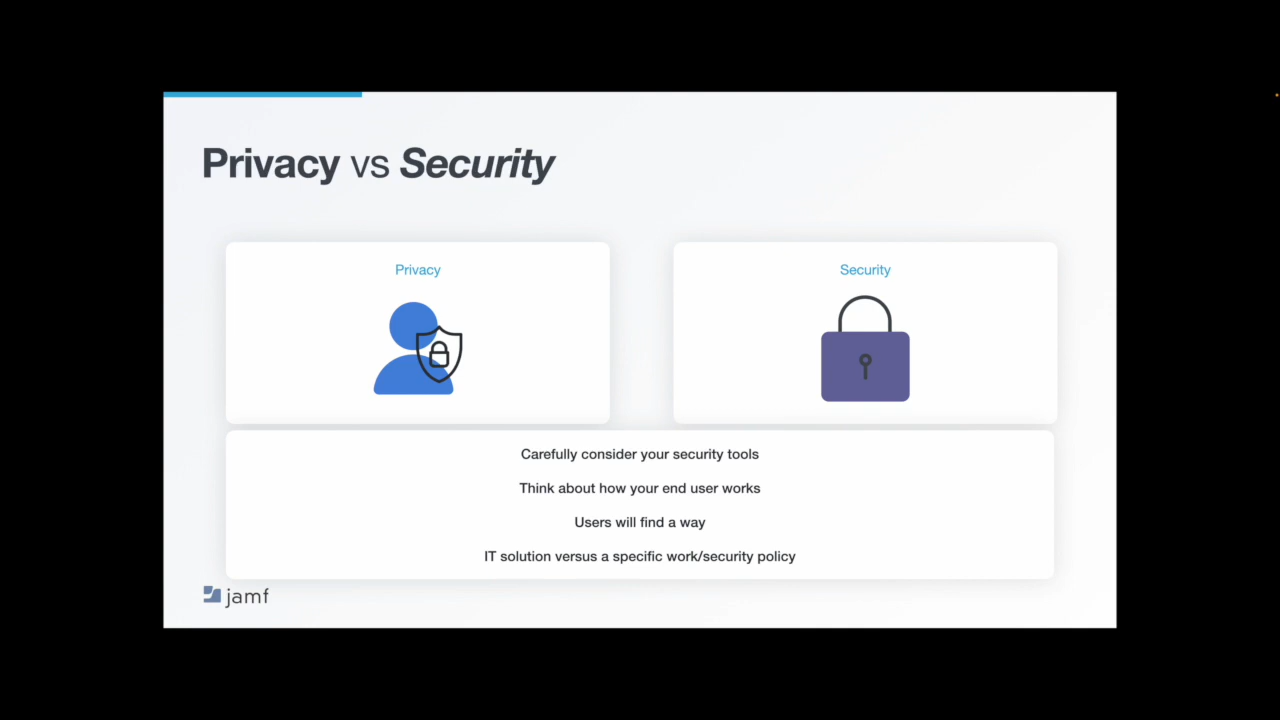 Privacy vs Security
Privacy
Security
Carefully consider your security tools
Think about how your end user works
Users will find a way
IT solution versus a specific work/security policy
jamf